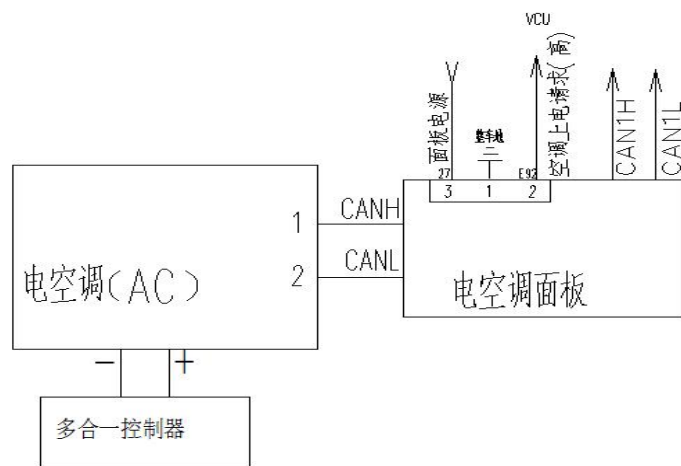 VCU
面板电源
整车地
空调上电请求(高)
CAN1H
CAN1L
27
E92
3
1
2
1
CANH
2
CANL
电空调(AC)
电空调面板
-
+
多合一控制器